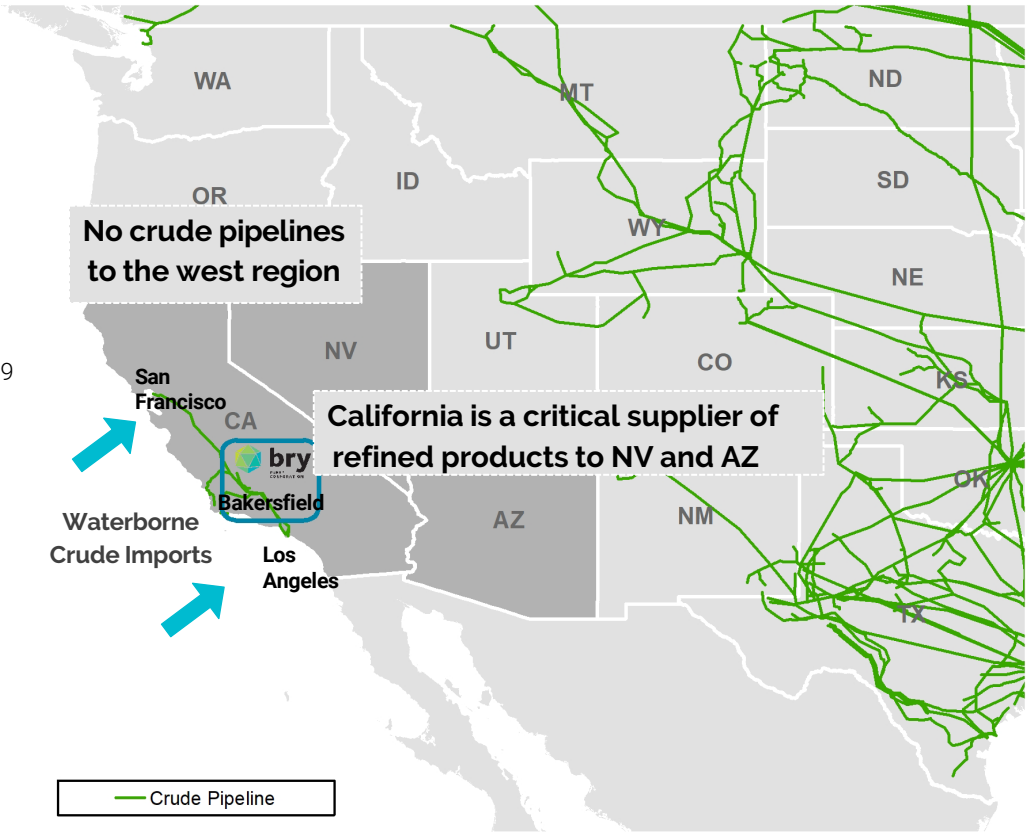 WA
MT
ND
ID
SD
OR
No crude pipelines
to the west region
WY
NE
9
NV
UT
CO
KS
San
Francisco
CA
California is a critical supplier of
refined products to NV and AZ
bry
CORPORATION
Bakersfield
OK
AZ
NM
Waterborne
Crude Imports
Los
Angeles
TX
Crude Pipeline